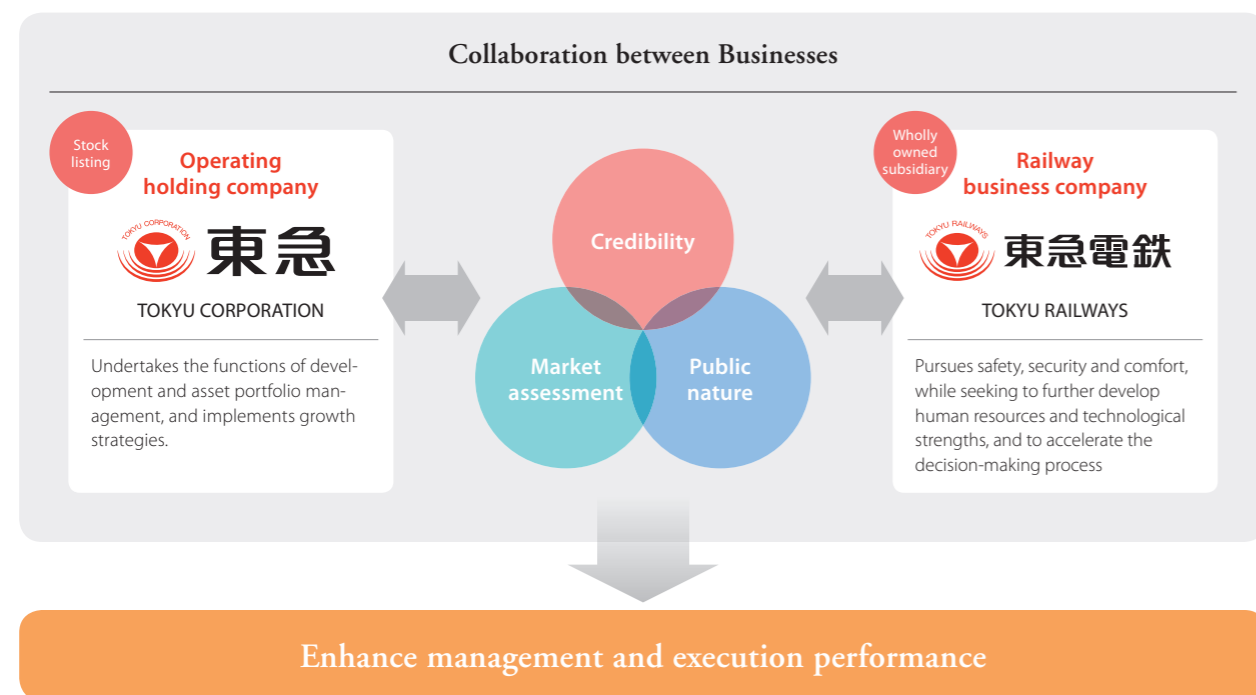 Collaboration between Businesses
Stock
listing
Operating
holding company
TOKYU CORPORATION
東急
TOKYU CORPORATION
Undertakes the functions of devel-
opment and asset portfolio man-
agement, and implements growth
strategies.
Credibility
Market
assessment
Public
nature
Wholly
owned
subsidiary
Railway
business company
TOKYU RAILWAYS
東急電鉄
TOKYU RAILWAYS
Pursues safety, security and comfort,
while seeking to further develop
human resources and technological
strengths, and to accelerate the
decision-making process
Enhance management and execution performance